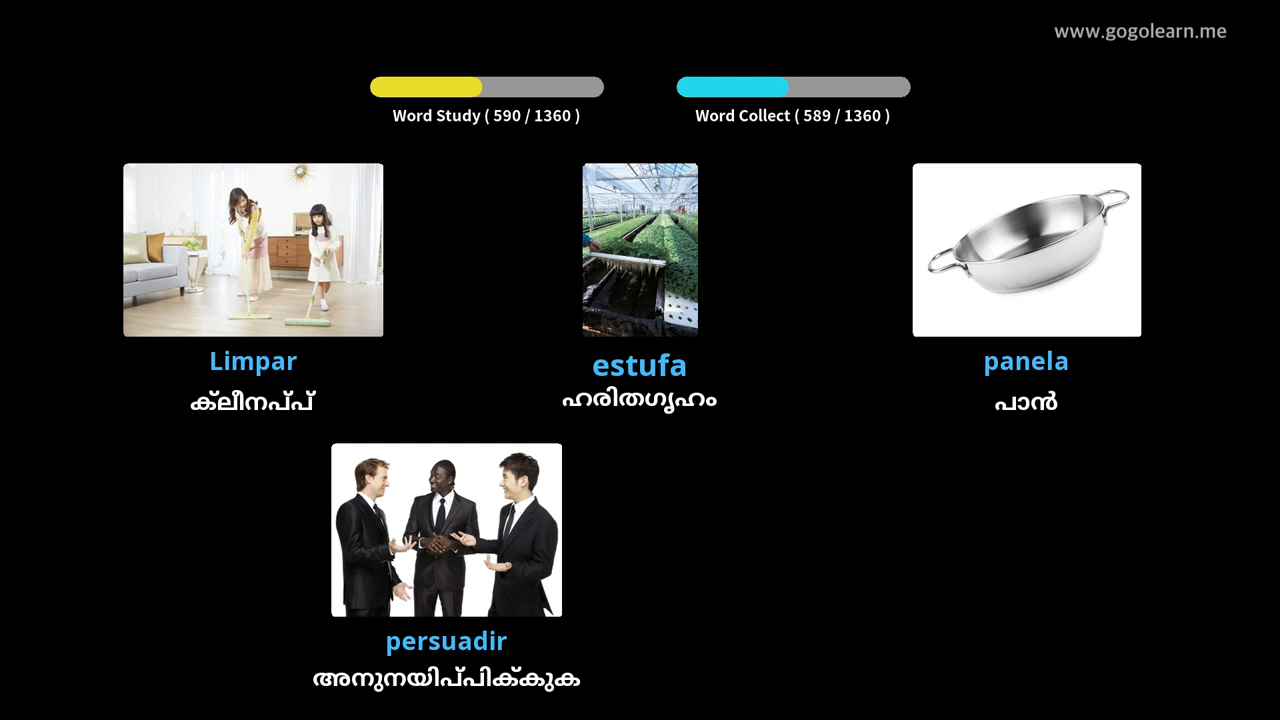 www.gogolearn.me
Word Study ( 590 / 1360 )
Word Collect ( 589 / 1360 )
Limpar
ക്ലീനപ്പ്
estufa
ഹരിതഗൃഹം
panela
പാൻ
persuadir
അനുനയിപ്പിക്കുക